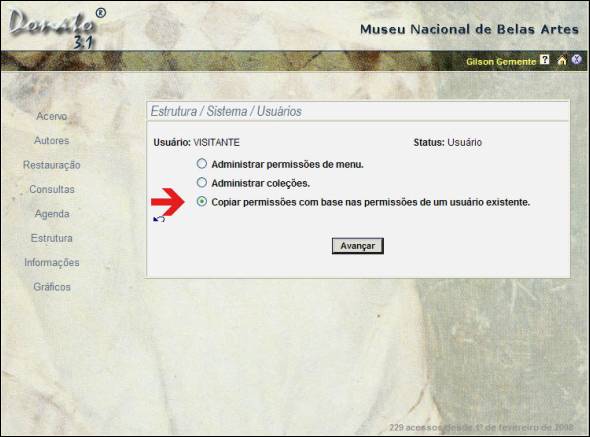 Donato®
3.1
Museu Nacional de Belas Artes
Gilson Gemente ?
Acervo
Autores
Restauração
Consultas
Agenda
Estrutura
Informações
Gráficos
Estrutura / Sistema / Usuários
Usuário: VISITANTE Status: Usuário
Administrar permissões de menu.
Administrar coleções.
Copiar permissões com base nas permissões de um usuário existente.
Avançar
229 acessos desde 1º de fevereiro de 2008